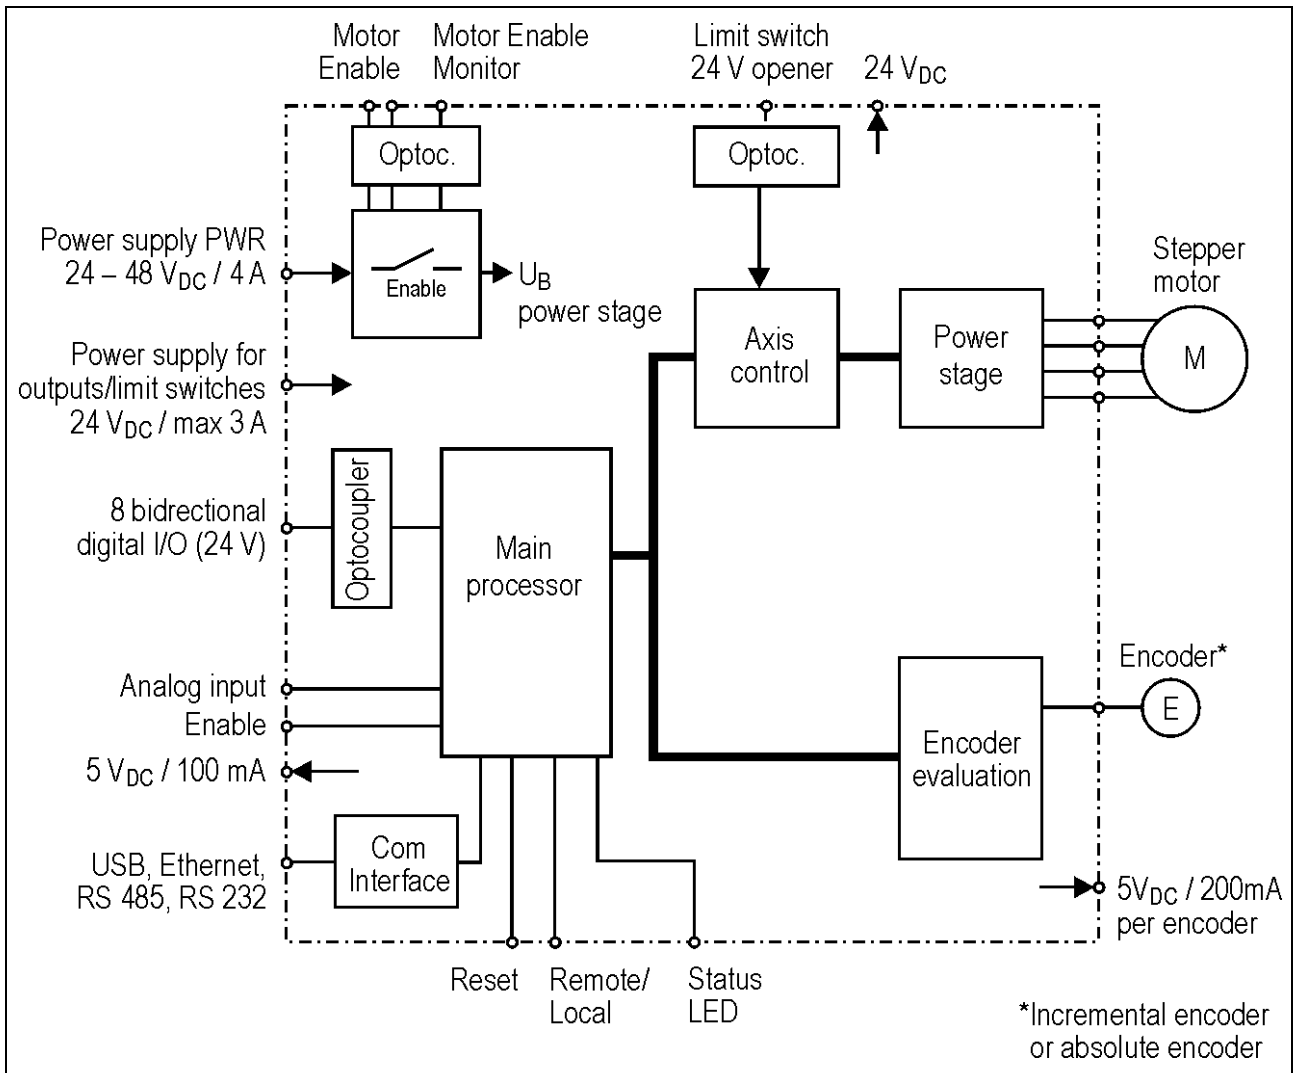 Motor
Enable
Motor Enable
Monitor
Limit switch
24 V opener
24 VDC
Optoc.
Optoc.
Power supply PWR
24 – 48 VDC / 4 A
Enable
UB
power stage
Stepper
motor
M
Axis
control
Power
stage
Power supply for
outputs/limit switches
24 VDC / max 3 A
8 bidrectional
digital I/O (24 V)
Optocoupler
Main
processor
Analog input
Enable
5 VDC / 100 mA
Encoder*
E
Encoder
evaluation
USB, Ethernet,
RS 485, RS 232
Com
Interface
5VDC / 200mA
per encoder
Reset
Remote/
Local
Status
LED
*Incremental encoder
or absolute encoder